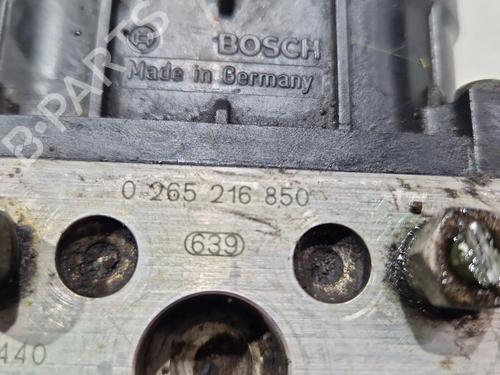 BOSCH
Made in Germany
B-PARTS
0 265 216 850
639
440